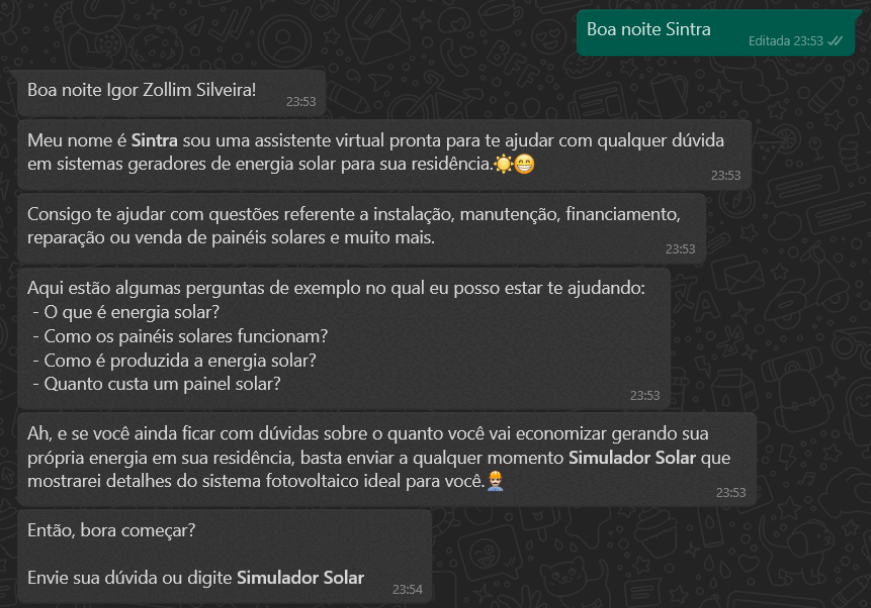 Boa noite Sintra
Editada 23:53
Boa noite Igor Zollim Silveira!
23:53
Meu nome é Sintra sou uma assistente virtual pronta para te ajudar com qualquer dúvida
em sistemas geradores de energia solar para sua residência.☀️😁
23:53
Consigo te ajudar com questões referente a instalação, manutenção, financiamento,
reparação ou venda de painéis solares e muito mais.
23:53
Aqui estão algumas perguntas de exemplo no qual eu posso estar te ajudando:
- O que é energia solar?
- Como os painéis solares funcionam?
- Como é produzida a energia solar?
- Quanto custa um painel solar?
23:53
Ah, e se você ainda ficar com dúvidas sobre o quanto você vai economizar gerando sua
própria energia em sua residência, basta enviar a qualquer momento Simulador Solar que
mostrarei detalhes do sistema fotovoltaico ideal para você.👷
23:53
Então, bora começar?
Envie sua dúvida ou digite Simulador Solar
23:54